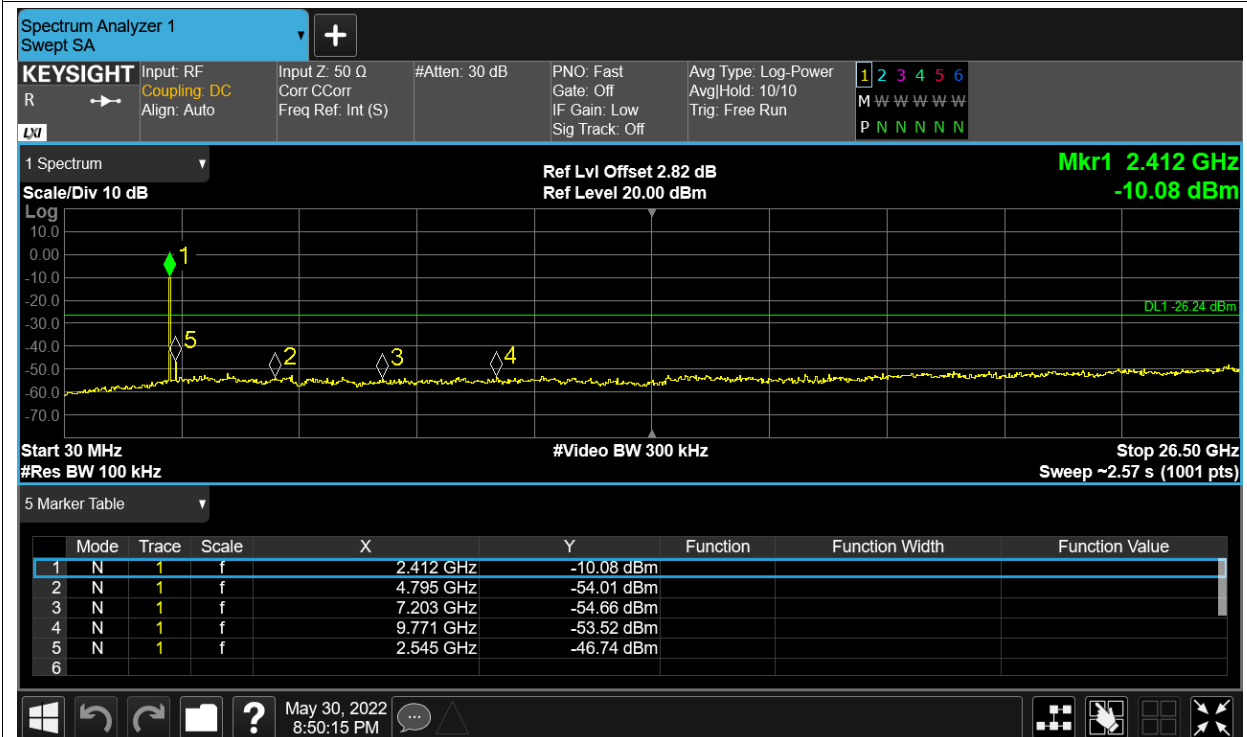 Spectrum Analyzer 1
Swept SA
+
KEYSIGHT
R
LXI
Input: RF
Coupling: DC
Align: Auto
Input Z: 50 Ω
Corr CCorr
Freq Ref: Int (S)
#Atten: 30 dB
PNO: Fast
Gate: Off
IF Gain: Low
Sig Track: Off
Avg Type: Log-Power
Avg|Hold: 10/10
Trig: Free Run
1 2 3 4 5 6
M W W W W W
P N N N N N
1 Spectrum
Scale/Div 10 dB
Ref Lvl Offset 2.82 dB
Ref Level 20.00 dBm
Mkr1 2.412 GHz
-10.08 dBm
Log
10.0
0.00
-10.0
-20.0
-30.0
-40.0
-50.0
-60.0
-70.0
1
5
2
3
4
DL1 -26.24 dBm
Start 30 MHz
#Video BW 300 kHz
Stop 26.50 GHz
#Res BW 100 kHz
Sweep ~2.57 s (1001 pts)
5 Marker Table
Mode Trace Scale X Y Function Function Width Function Value
1 N 1 f 2.412 GHz -10.08 dBm
2 N 1 f 4.795 GHz -54.01 dBm
3 N 1 f 7.203 GHz -54.66 dBm
4 N 1 f 9.771 GHz -53.52 dBm
5 N 1 f 2.545 GHz -46.74 dBm
6
?
May 30, 2022
8:50:15 PM